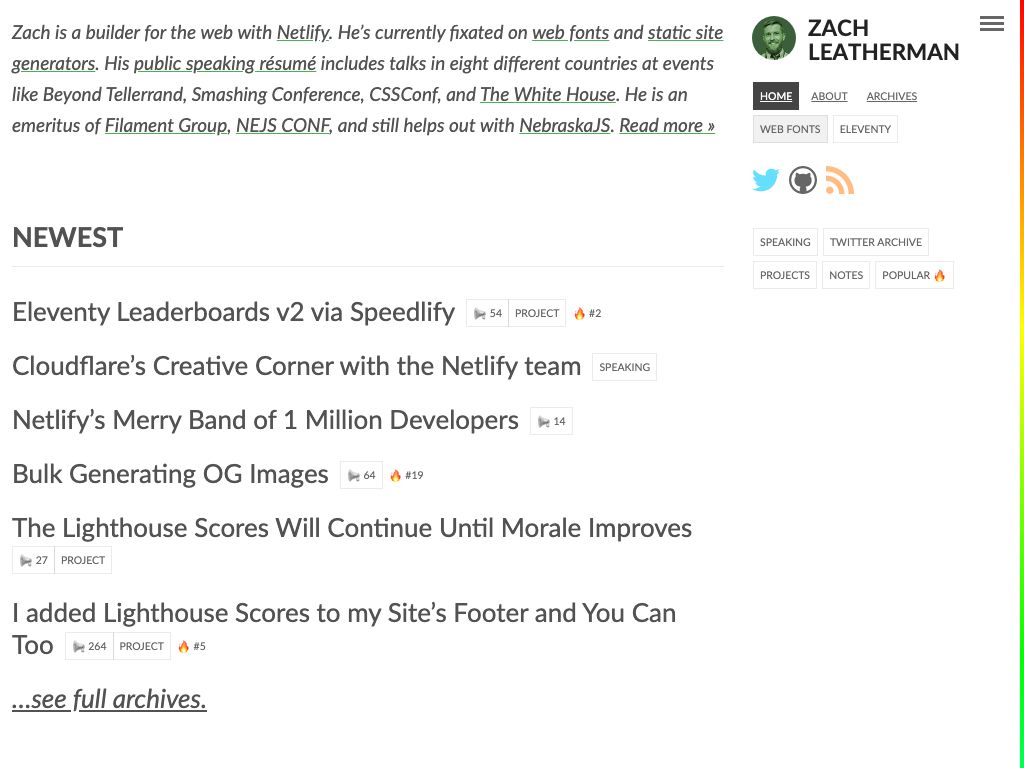 Zach is a builder for the web with Netlify. He’s currently fixated on web fonts and static site
generators. His public speaking résumé includes talks in eight different countries at events
like Beyond Tellerrand, Smashing Conference, CSSConf, and The White House. He is an
emeritus of Filament Group, NEJS CONF, and still helps out with NebraskaJS. Read more »
NEWEST
Eleventy Leaderboards v2 via Speedlify 54 PROJECT 🔥 #2
Cloudflare’s Creative Corner with the Netlify team SPEAKING
Netlify’s Merry Band of 1 Million Developers 14
Bulk Generating OG Images 64 🔥 #19
The Lighthouse Scores Will Continue Until Morale Improves
27 PROJECT
I added Lighthouse Scores to my Site’s Footer and You Can
Too 264 PROJECT 🔥 #5
…see full archives.
ZACH
LEATHERMAN
HOME ABOUT ARCHIVES
WEB FONTS ELEVENTY
SPEAKING TWITTER ARCHIVE
PROJECTS NOTES POPULAR 🔥